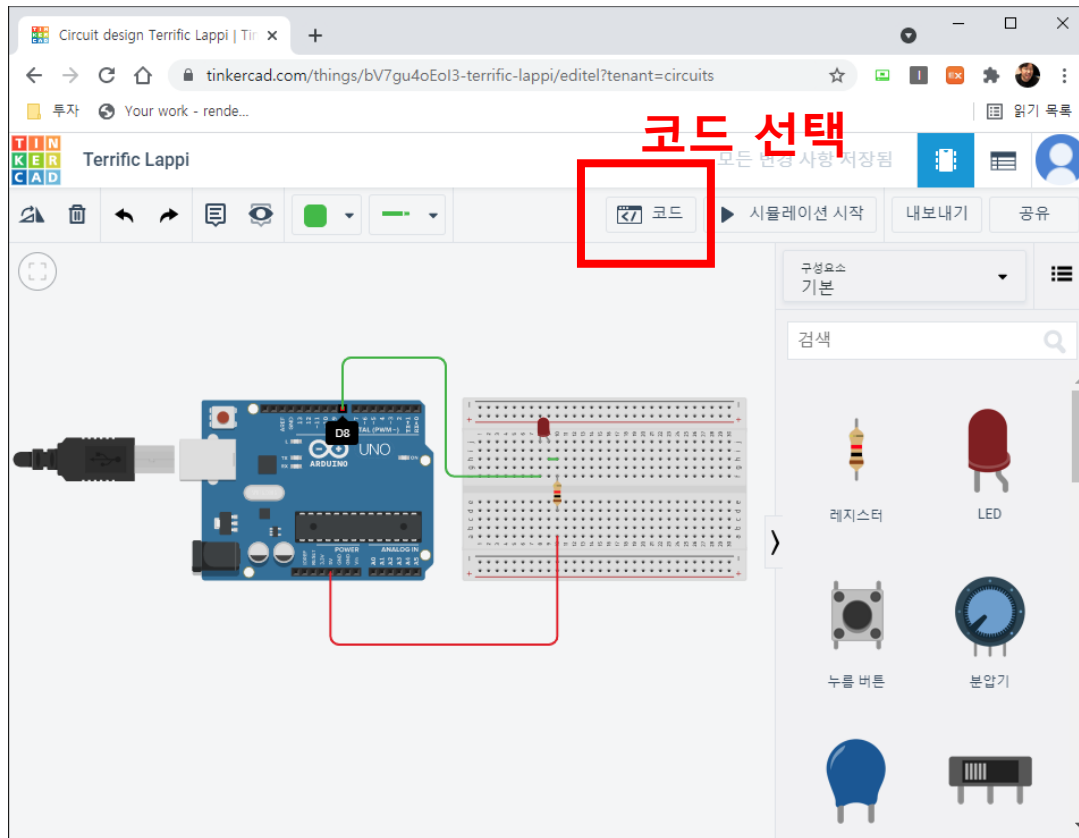 Circuit design Terrific Lappi | Tin
tinkercad.com/things/bV7gu4oEoI3-terrific-lappi/editel?tenant=circuits
투자
Your work - rende...
읽기 목록
코드 선택
TIN
KER
CAD
Terrific Lappi
모든 변경 사항 저장됨
코드
시뮬레이션 시작
내보내기
공유
구성요소
기본
검색
D8
UNO
ARDUINO
POWER
ANALOG IN
레지스터
LED
누름 버튼
분압기